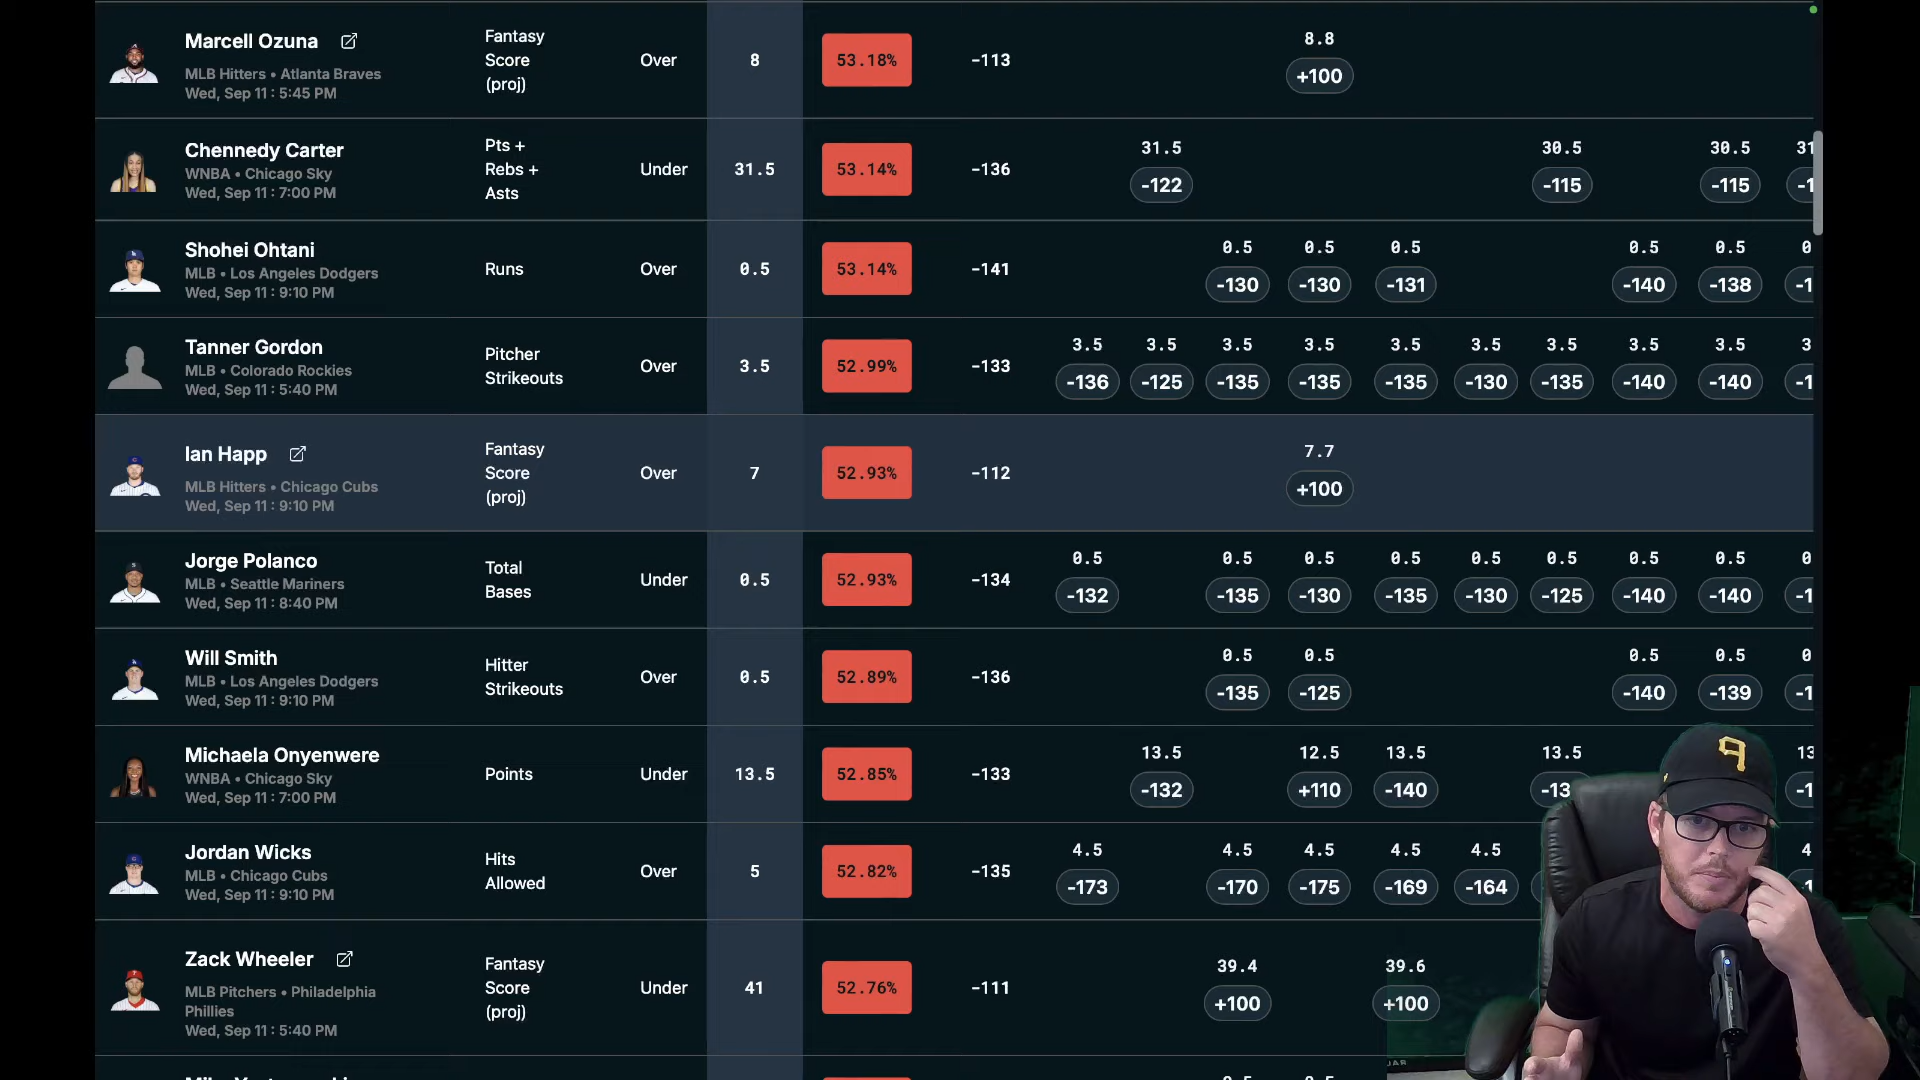 Marcell Ozuna
MLB Hitters • Atlanta Braves
Wed, Sep 11 : 5:45 PM
Fantasy
Score
(proj)
Over
8
53.18%
-113
8.8
+100
Chennedy Carter
WNBA • Chicago Sky
Wed, Sep 11 : 7:00 PM
Pts +
Rebs +
Asts
Under
31.5
53.14%
-136
31.5 30.5 30.5 31
-122 -115 -115 -1
Shohei Ohtani
MLB • Los Angeles Dodgers
Wed, Sep 11 : 9:10 PM
Runs
Over
0.5
53.14%
-141
0.5 0.5 0.5 0.5 0.5 0
-130 -130 -131 -140 -138 -1
Tanner Gordon
MLB • Colorado Rockies
Wed, Sep 11 : 5:40 PM
Pitcher
Strikeouts
Over
3.5
52.99%
-133
3.5 3.5 3.5 3.5 3.5 3.5 3.5 3.5 3.5 3
-136 -125 -135 -135 -135 -130 -135 -140 -140 -1
Ian Happ
MLB Hitters • Chicago Cubs
Wed, Sep 11 : 9:10 PM
Fantasy
Score
(proj)
Over
7
52.93%
-112
7.7
+100
Jorge Polanco
MLB • Seattle Mariners
Wed, Sep 11 : 8:40 PM
Total
Bases
Under
0.5
52.93%
-134
0.5 0.5 0.5 0.5 0.5 0.5 0.5 0.5 0
-132 -135 -130 -135 -130 -125 -140 -140 -1
Will Smith
MLB • Los Angeles Dodgers
Wed, Sep 11 : 9:10 PM
Hitter
Strikeouts
Over
0.5
52.89%
-136
0.5 0.5 0.5 0.5 0
-135 -125 -140 -139 -1
Michaela Onyenwere
WNBA • Chicago Sky
Wed, Sep 11 : 7:00 PM
Points
Under
13.5
52.85%
-133
13.5 12.5 13.5 13.5 13
-132 +110 -140 -13 -1
Jordan Wicks
MLB • Chicago Cubs
Wed, Sep 11 : 9:10 PM
Hits
Allowed
Over
5
52.82%
-135
4.5 4.5 4.5 4.5 4.5 4
-173 -170 -175 -169 -164 -1
Zack Wheeler
MLB Pitchers • Philadelphia
Phillies
Wed, Sep 11 : 5:40 PM
Fantasy
Score
(proj)
Under
41
52.76%
-111
39.4 39.6
+100 +100